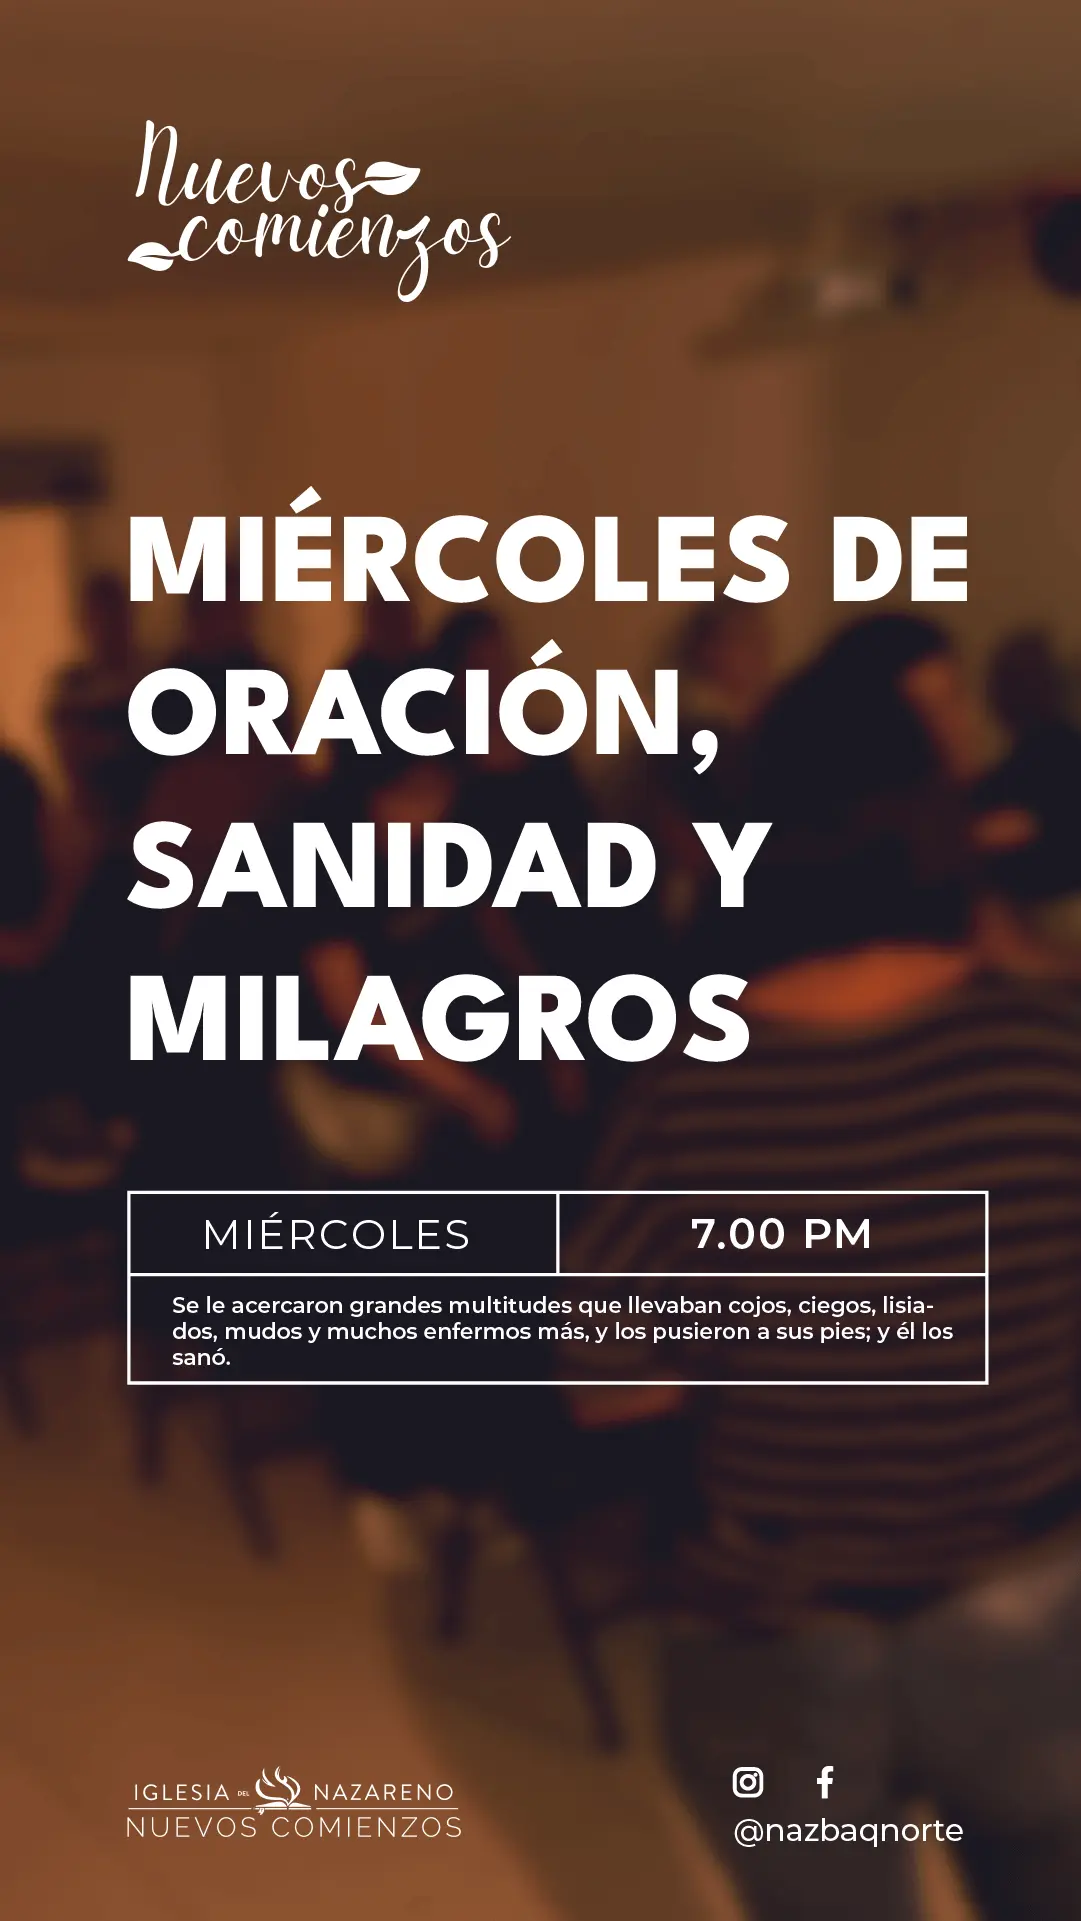 Nuevos
comienzos
MIÉRCOLES DE
ORACIÓN,
SANIDAD Y
MILAGROS
MIÉRCOLES
7.00 PM
Se le acercaron grandes multitudes que llevaban cojos, ciegos, lisia-
dos, mudos y muchos enfermos más, y los pusieron a sus pies; y él los
sanó.
IGLESIA DEL NAZARENO
NUEVOS COMIENZOS
@nazbaqnorte